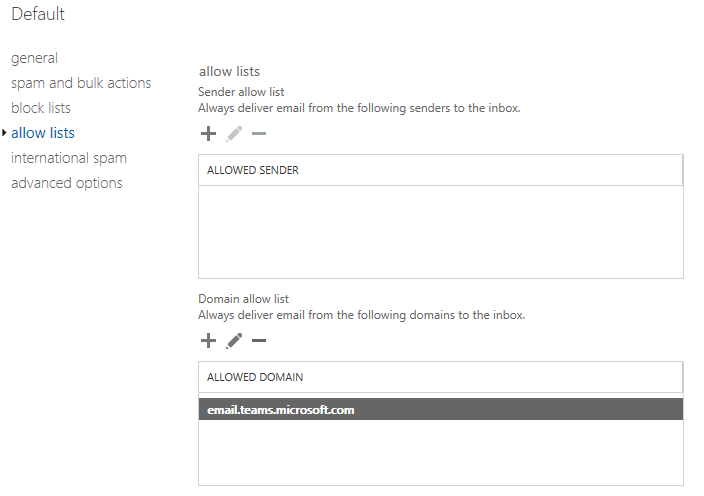 Default
general
spam and bulk actions
block lists
allow lists
international spam
advanced options
allow lists
Sender allow list
Always deliver email from the following senders to the inbox.
ALLOWED SENDER
Domain allow list
Always deliver email from the following domains to the inbox.
ALLOWED DOMAIN
email.teams.microsoft.com